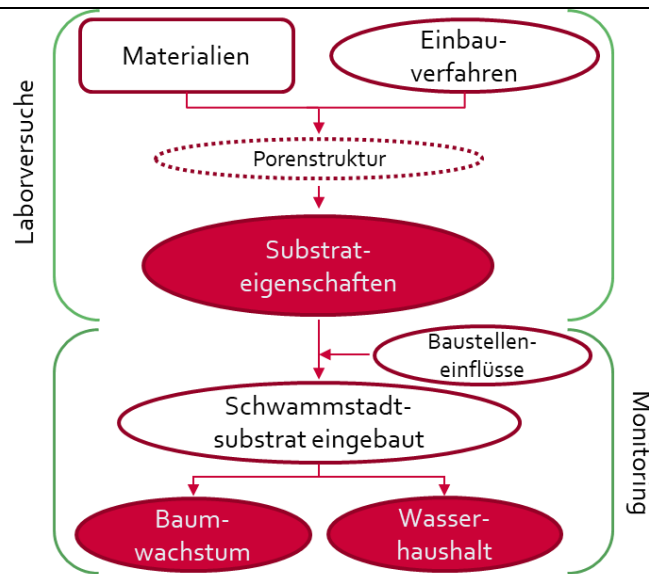 Laborversuche
Materialien
Einbau-
verfahren
Porenstruktur
Substrat-
eigenschaften
Baustellen-
einflüsse
Schwammstadt-
substrat eingebaut
Monitoring
Baum-
wachstum
Wasser-
haushalt